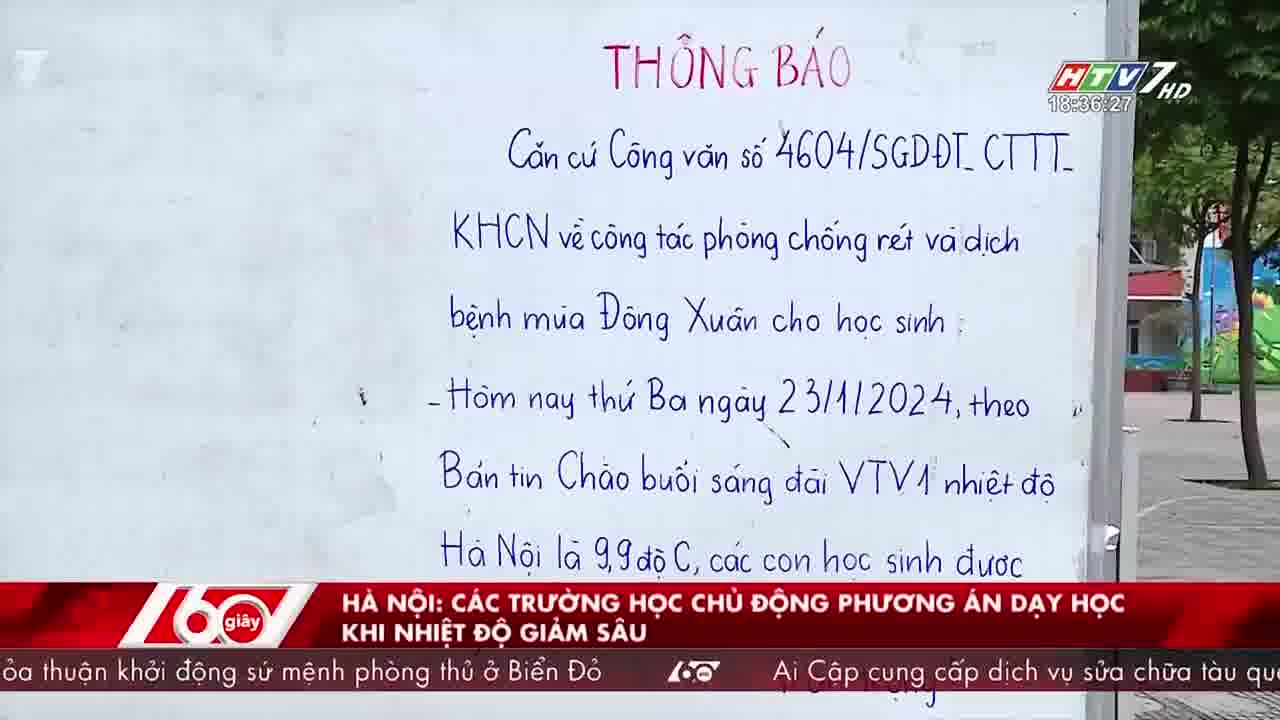 THÔNG BÁO
HTV7 HD
18:36:27
Căn cứ Công văn số 4604/SGDĐT_CTTT_
KHCN về công tác phòng chống rét và dịch
bệnh mùa Đông Xuân cho học sinh:
- Hôm nay thứ Ba ngày 23/1/2024, theo
Bản tin Chào buổi sáng đài VTV1 nhiệt độ
Hà Nội là 9,9 độ C, các con học sinh được
60 giây
HÀ NỘI: CÁC TRƯỜNG HỌC CHỦ ĐỘNG PHƯƠNG ÁN DẠY HỌC
KHI NHIỆT ĐỘ GIẢM SÂU
ỏa thuận khởi động sứ mệnh phòng thủ ở Biển Đỏ 60 Ai Cập cung cấp dịch vụ sửa chữa tàu quố